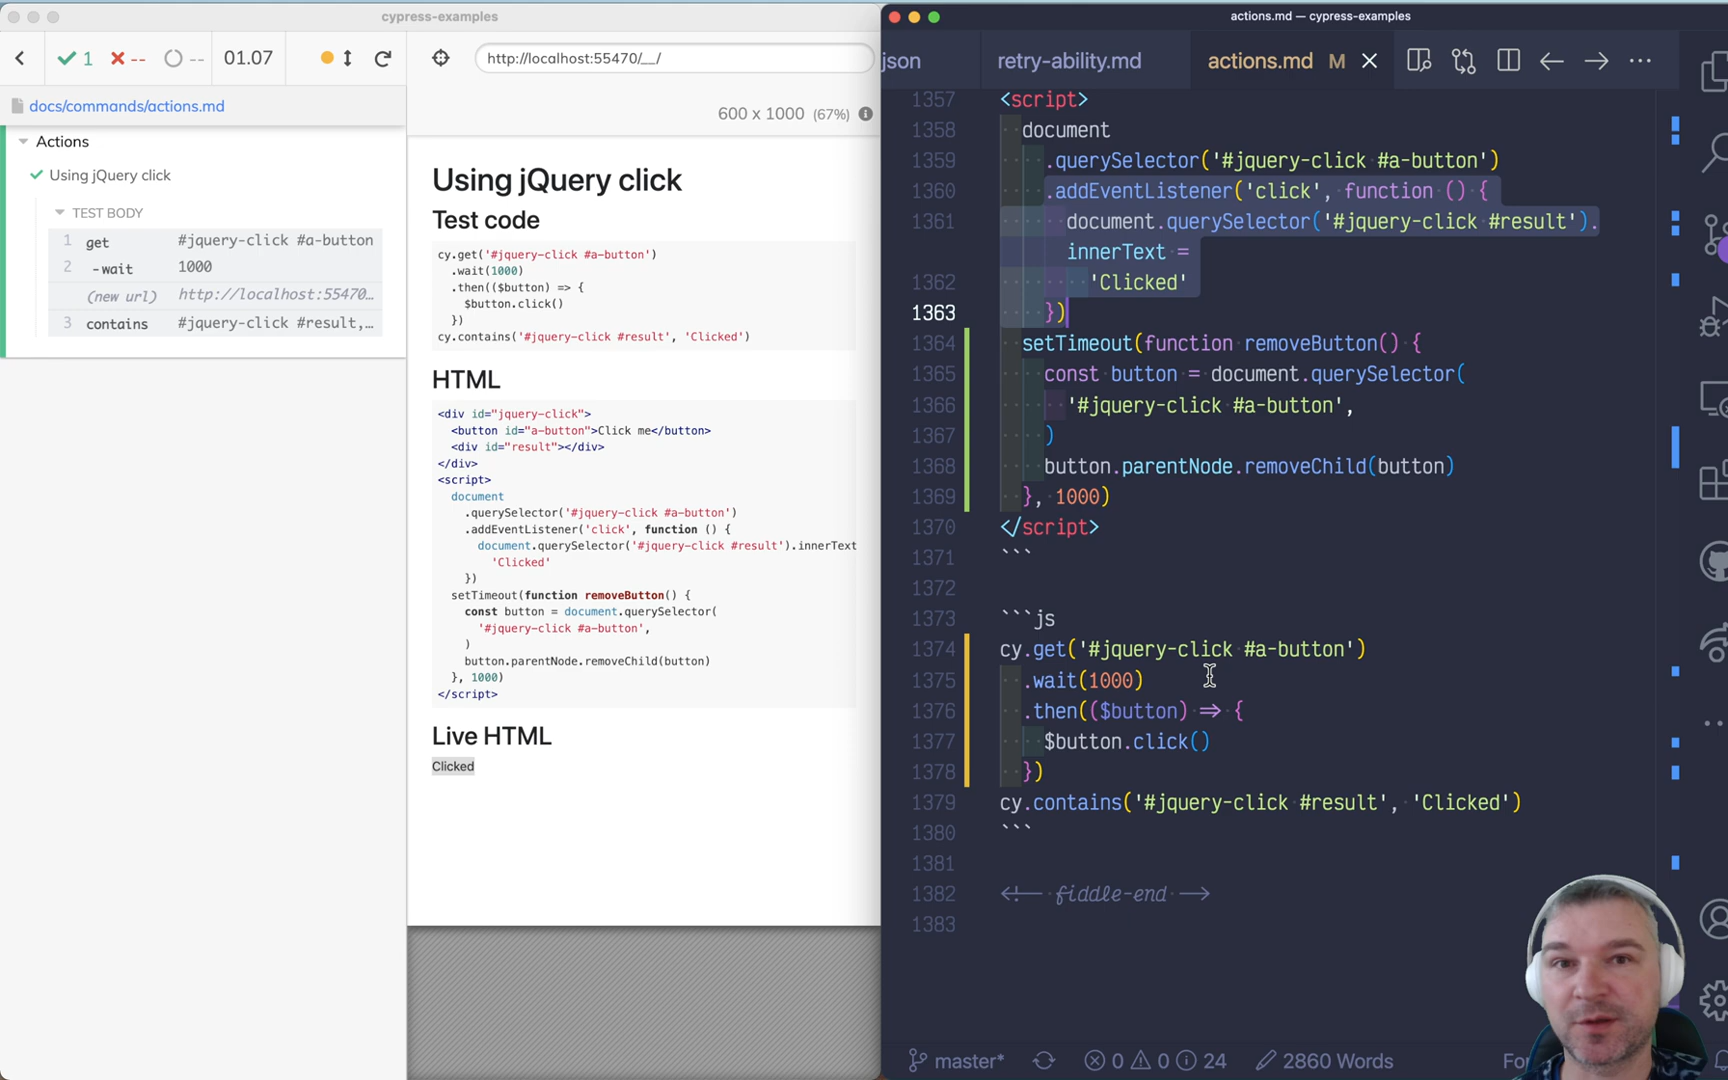 cypress-examples
1 -- -- 01.07
docs/commands/actions.md
Actions
Using jQuery click
TEST BODY
1 get #jquery-click #a-button
2 -wait 1000
(new url) http://localhost:55470…
3 contains #jquery-click #result,…
http://localhost:55470/__/
600 x 1000 (67%)
Using jQuery click
Test code
cy.get('#jquery-click #a-button')
.wait(1000)
.then(($button) => {
$button.click()
})
cy.contains('#jquery-click #result', 'Clicked')
HTML
<div id="jquery-click">
<button id="a-button">Click me</button>
<div id="result"></div>
</div>
<script>
document
.querySelector('#jquery-click #a-button')
.addEventListener('click', function () {
document.querySelector('#jquery-click #result').innerText
'Clicked'
})
setTimeout(function removeButton() {
const button = document.querySelector(
'#jquery-click #a-button',
)
button.parentNode.removeChild(button)
}, 1000)
</script>
Live HTML
Clicked
actions.md — cypress-examples
json retry-ability.md actions.md M
1357 <script>
1358 document
1359 .querySelector('#jquery-click #a-button')
1360 .addEventListener('click', function () {
1361 document.querySelector('#jquery-click #result').
innerText =
1362 'Clicked'
1363 })
1364 setTimeout(function removeButton() {
1365 const button = document.querySelector(
1366 '#jquery-click #a-button',
1367 )
1368 button.parentNode.removeChild(button)
1369 }, 1000)
1370 </script>
1371 ```
1372
1373 ```js
1374 cy.get('#jquery-click #a-button')
1375 .wait(1000)
1376 .then(($button) => {
1377 $button.click()
1378 })
1379 cy.contains('#jquery-click #result', 'Clicked')
1380 ```
1381
1382 <!-- fiddle-end -->
1383
master* 0 0 24 2860 Words